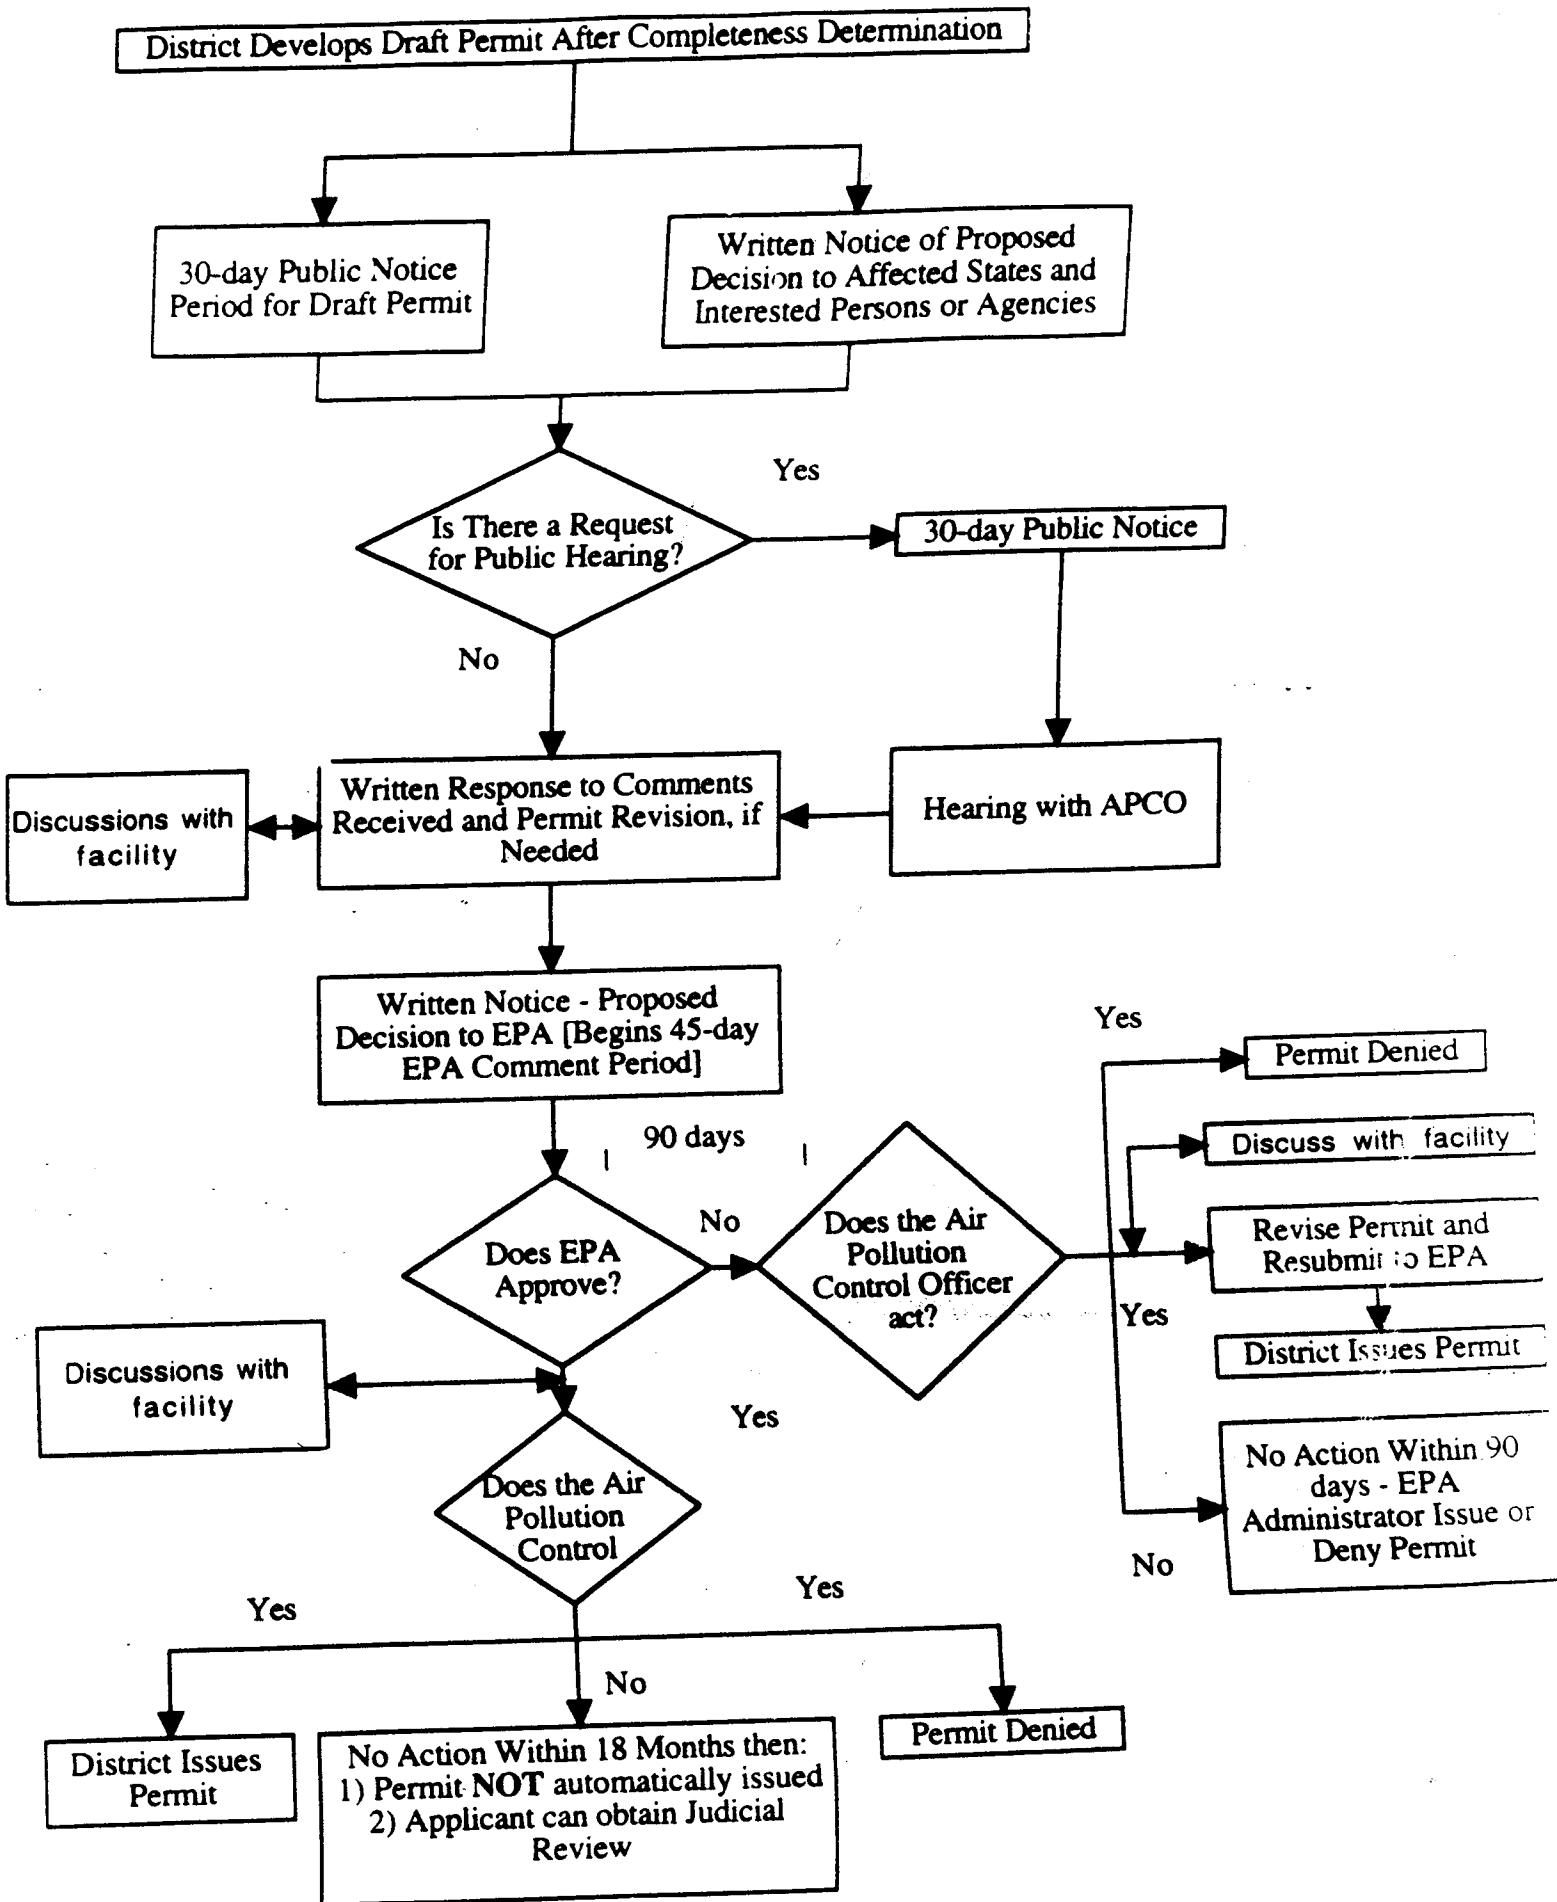 District Develops Draft Permit After Completeness Determination
30-day Public Notice
Period for Draft Permit
Written Notice of Proposed
Decision to Affected States and
Interested Persons or Agencies
Yes
Is There a Request
for Public Hearing?
30-day Public Notice
No
Discussions with
facility
Written Response to Comments
Received and Permit Revision, if
Needed
Hearing with APCO
Written Notice - Proposed
Decision to EPA [Begins 45-day
EPA Comment Period]
Yes
Permit Denied
90 days
Discuss with facility
Does EPA
Approve?
No
Does the Air
Pollution
Control Officer
act?
Revise Permit and
Resubmit to EPA
Yes
District Issues Permit
Discussions with
facility
Yes
No Action Within 90
days - EPA
Administrator Issue or
Deny Permit
No
Does the Air
Pollution
Control
Yes
Yes
No
District Issues
Permit
No Action Within 18 Months then:
1) Permit NOT automatically issued
2) Applicant can obtain Judicial
Review
Permit Denied